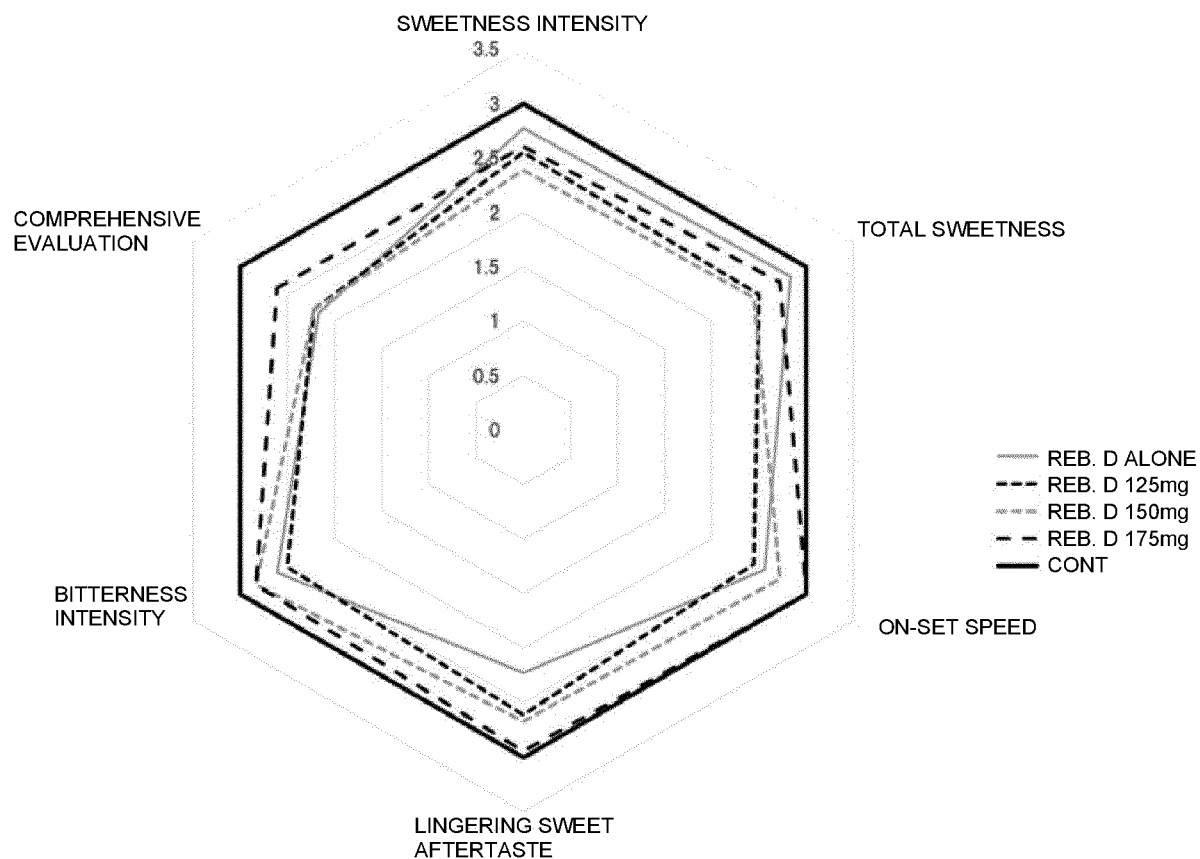 SWEETNESS INTENSITY
3.5
3
2.5
2
1.5
1
0.5
0
TOTAL SWEETNESS
ON-SET SPEED
LINGERING SWEET
AFTERTASTE
BITTERNESS
INTENSITY
COMPREHENSIVE
EVALUATION
REB. D ALONE
REB. D 125mg
REB. D 150mg
REB. D 175mg
CONT